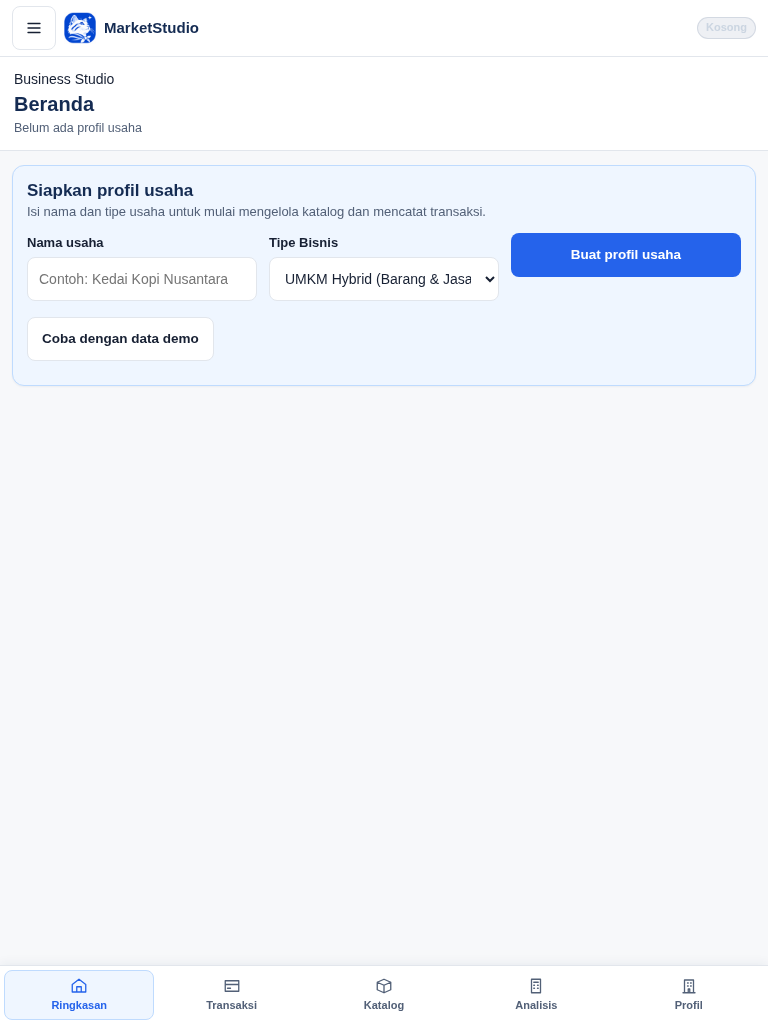 MarketStudio
Kosong
Business Studio
Beranda
Belum ada profil usaha
Siapkan profil usaha
Isi nama dan tipe usaha untuk mulai mengelola katalog dan mencatat transaksi.
Nama usaha
Tipe Bisnis
Contoh: Kedai Kopi Nusantara
UMKM Hybrid (Barang & Jasa
Buat profil usaha
Coba dengan data demo
Ringkasan
Transaksi
Katalog
Analisis
Profil